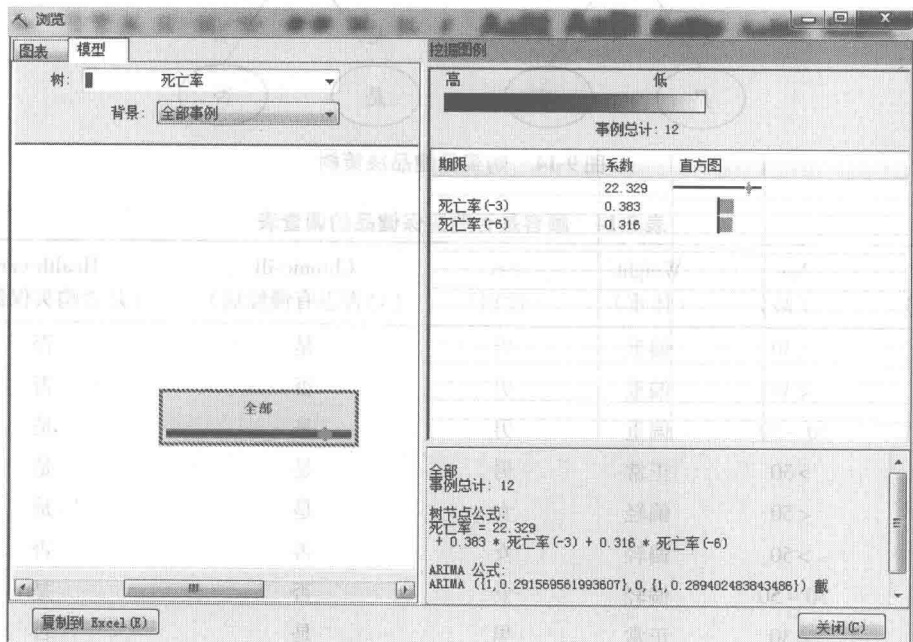 浏览
图表 模型
树: 死亡率
背景: 全部事例
全部
复制到 Excel(E)
挖掘图例
高 低
事例总计: 12
期限 系数 直方图
22.329
死亡率(-3) 0.383
死亡率(-6) 0.316
全部
事例总计: 12
树节点公式:
死亡率 = 22.329
+ 0.383 * 死亡率(-3) + 0.316 * 死亡率(-6)
ARIMA 公式:
ARIMA ({1,0.291569561993607},0,{1,0.289402483843486}) 截
关闭(C)